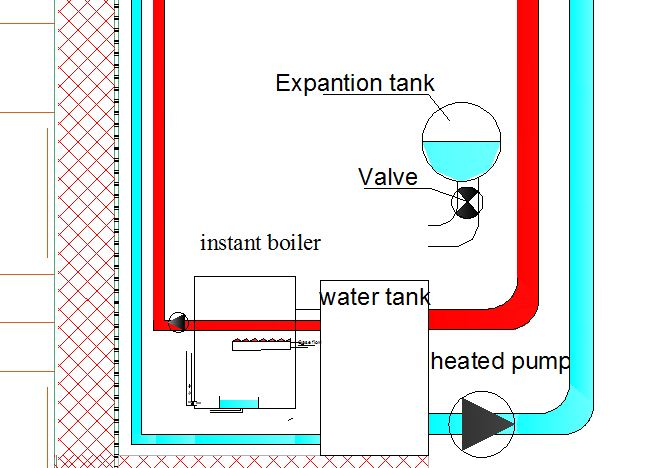 Expantion tank
Valve
instant boiler
water tank
heated pump